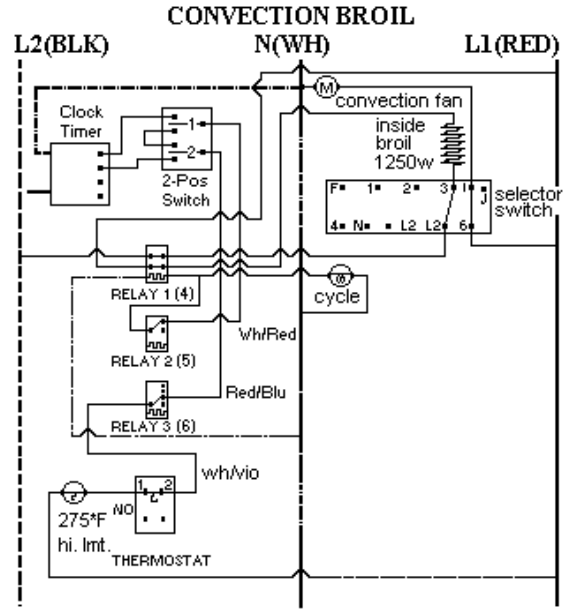 CONVECTION BROIL
L2(BLK) N(WH) L1(RED)
M
convection fan
Clock
Timer
1
2
2-Pos
Switch
inside
broil
1250w
F 1 2 3 I J
4 N L2 L2 6
selector
switch
RELAY 1 (4)
cycle
Wh/Red
RELAY 2 (5)
Red/Blu
RELAY 3 (6)
wh/vio
1 2
NO
275*F
hi. lmt.
THERMOSTAT